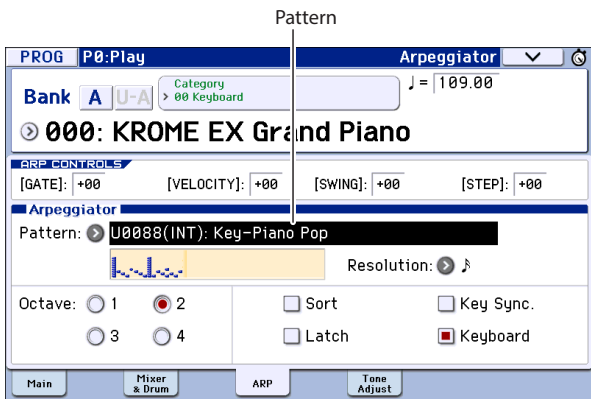 Pattern
PROG P0:Play Arpeggiator
Bank A U-A Category ♩= 109.00
00 Keyboard
000: KROME EX Grand Piano
ARP CONTROLS
[GATE]: +00 [VELOCITY]: +00 [SWING]: +00 [STEP]: +00
Arpeggiator
Pattern: U0088(INT): Key-Piano Pop
Resolution:
Octave: 1 2 Sort Key Sync.
3 4 Latch Keyboard
Main Mixer & Drum ARP Tone Adjust